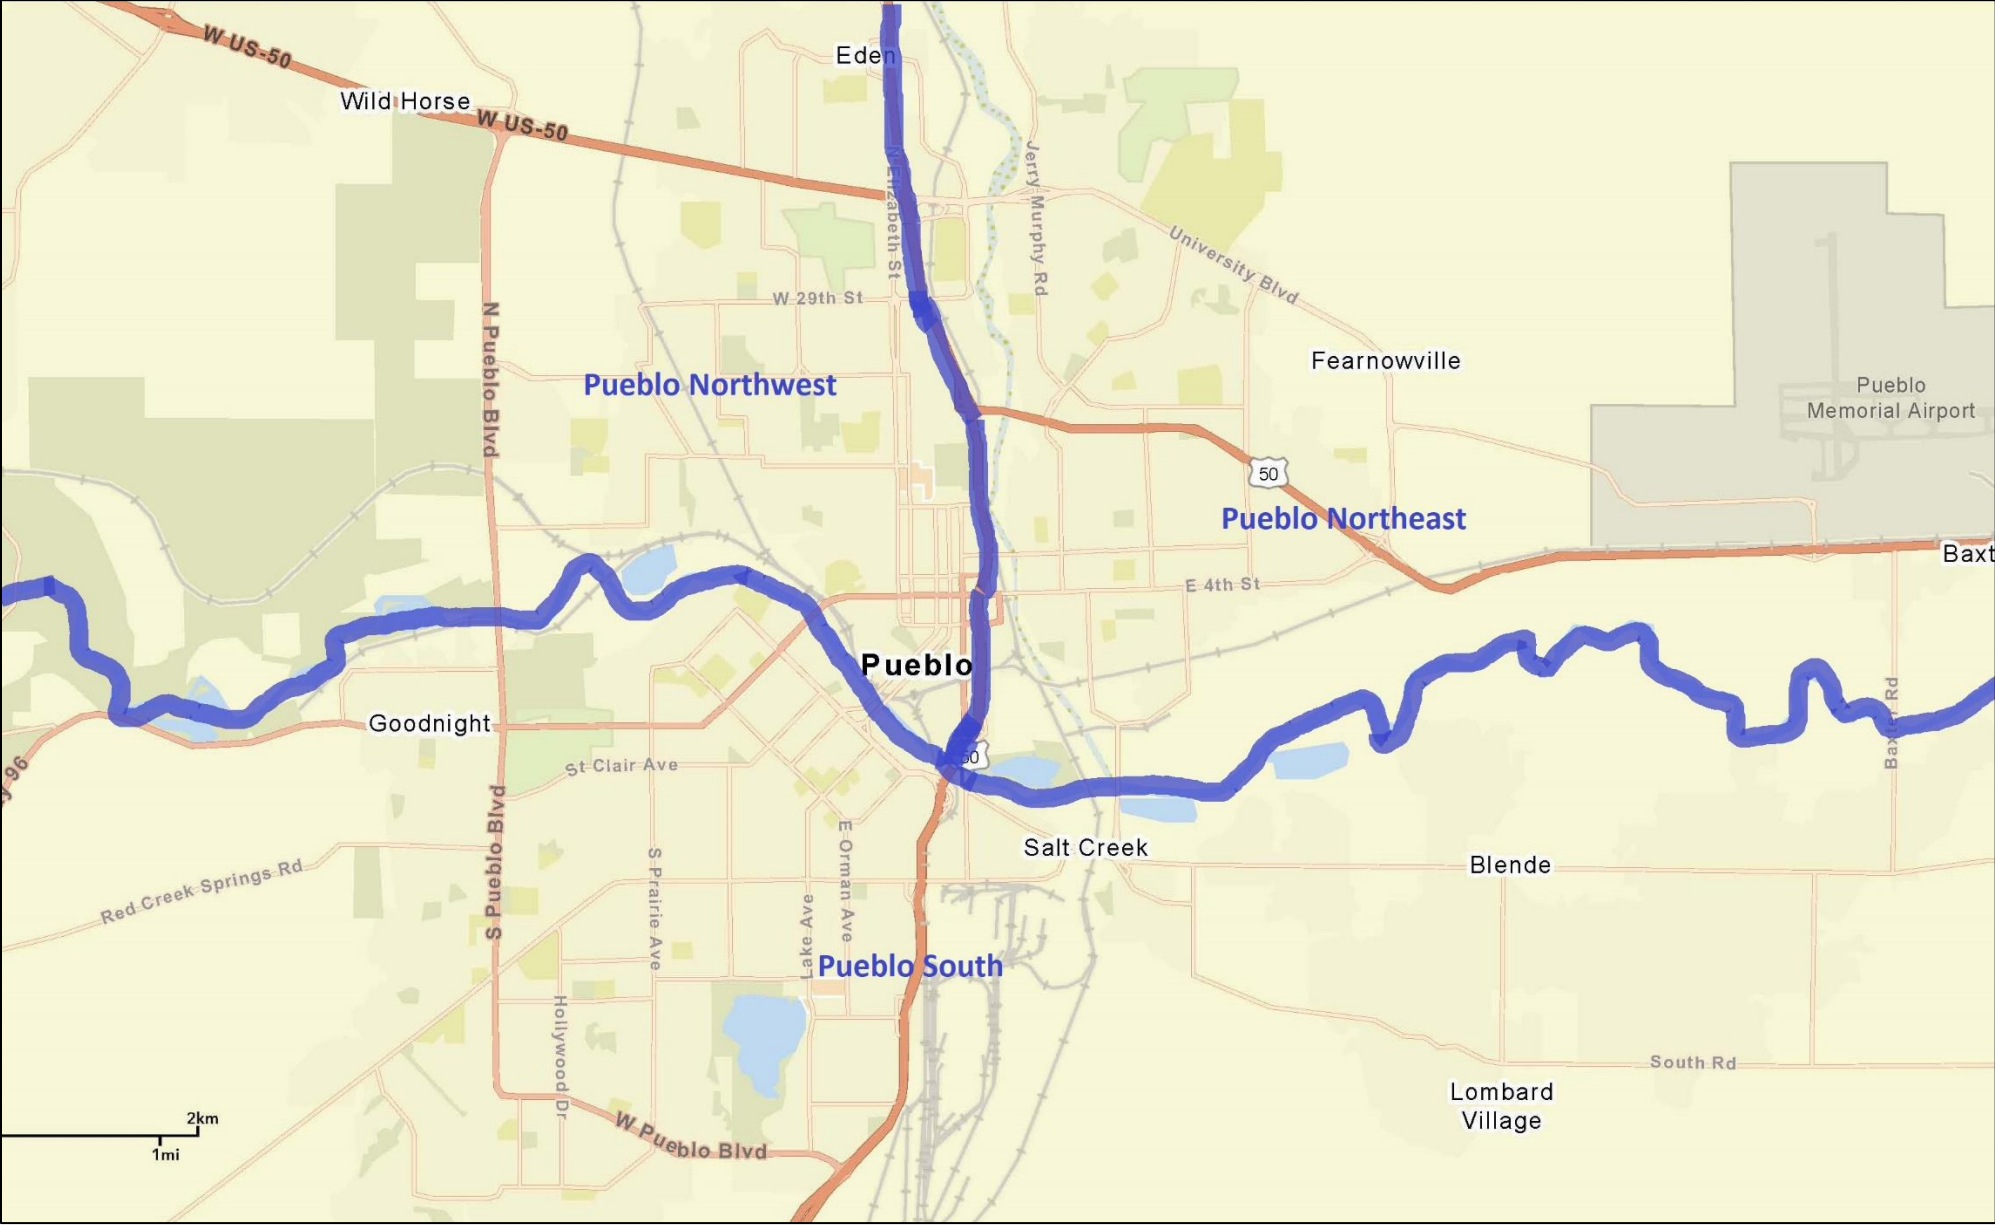 W US-50
Eden
Wild Horse
W US-50
N Elizabeth St
Jerry Murphy Rd
University Blvd
W 29th St
N Pueblo Blvd
Fearnowville
Pueblo Northwest
Pueblo
Memorial Airport
50
Pueblo Northeast
Baxt
E 4th St
Pueblo
Goodnight
50
St Clair Ave
Baxter Rd
96
S Pueblo Blvd
Salt Creek
Blende
Red Creek Springs Rd
S Prairie Ave
E Orman Ave
Lake Ave
Pueblo South
Hollywood Dr
South Rd
Lombard
Village
2km
1mi
W Pueblo Blvd